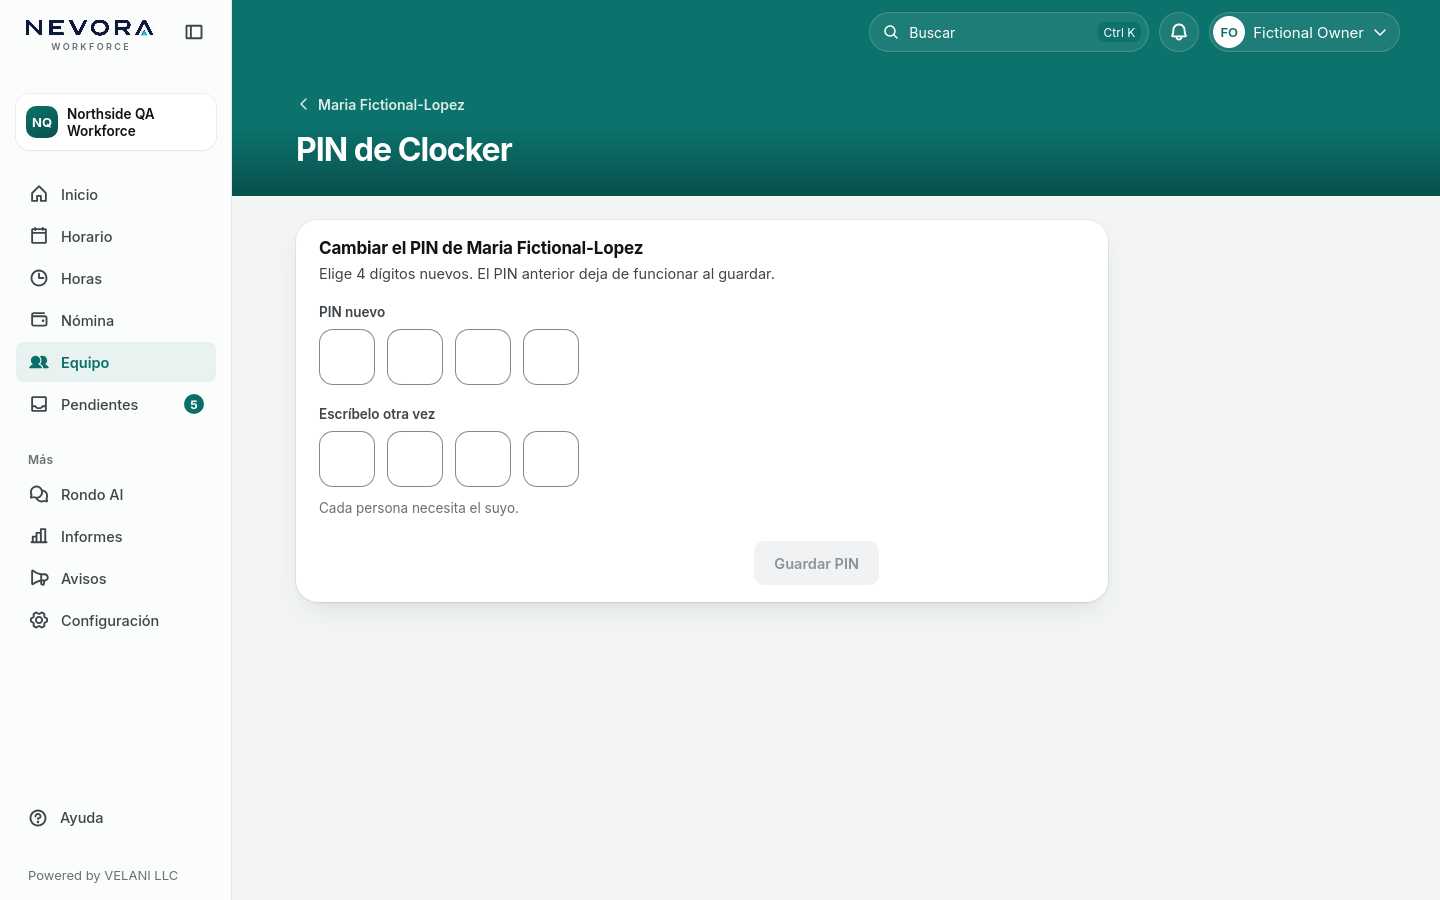 NEVORA
WORKFORCE
Buscar
Ctrl K
FO
Fictional Owner
NQ
Northside QA
Workforce
Inicio
Horario
Horas
Nómina
Equipo
Pendientes
5
Más
Rondo AI
Informes
Avisos
Configuración
Ayuda
Powered by VELANI LLC
Maria Fictional-Lopez
PIN de Clocker
Cambiar el PIN de Maria Fictional-Lopez
Elige 4 dígitos nuevos. El PIN anterior deja de funcionar al guardar.
PIN nuevo
Escríbelo otra vez
Cada persona necesita el suyo.
Guardar PIN